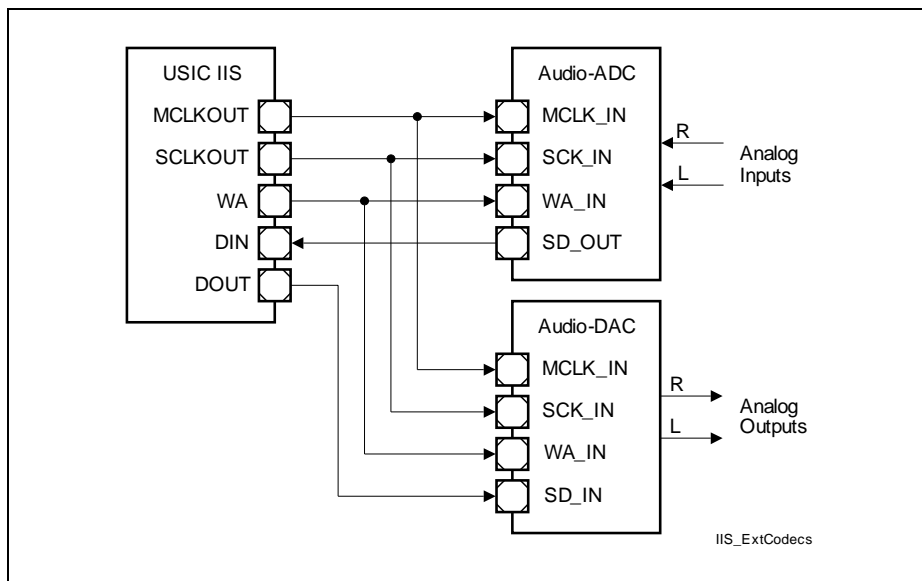 USIC IIS
MCLKOUT
SCLKOUT
WA
DIN
DOUT
Audio-ADC
MCLK_IN
SCK_IN
WA_IN
SD_OUT
R
L
Analog
Inputs
Audio-DAC
MCLK_IN
SCK_IN
WA_IN
SD_IN
R
L
Analog
Outputs
IIS_ExtCodecs